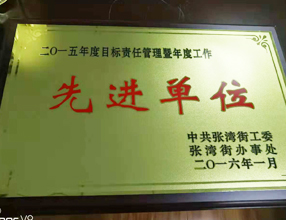 二〇一五年度目标责任管理暨年度工作
先进单位
中共张湾街工委
张湾街办事处
二〇一六年一月